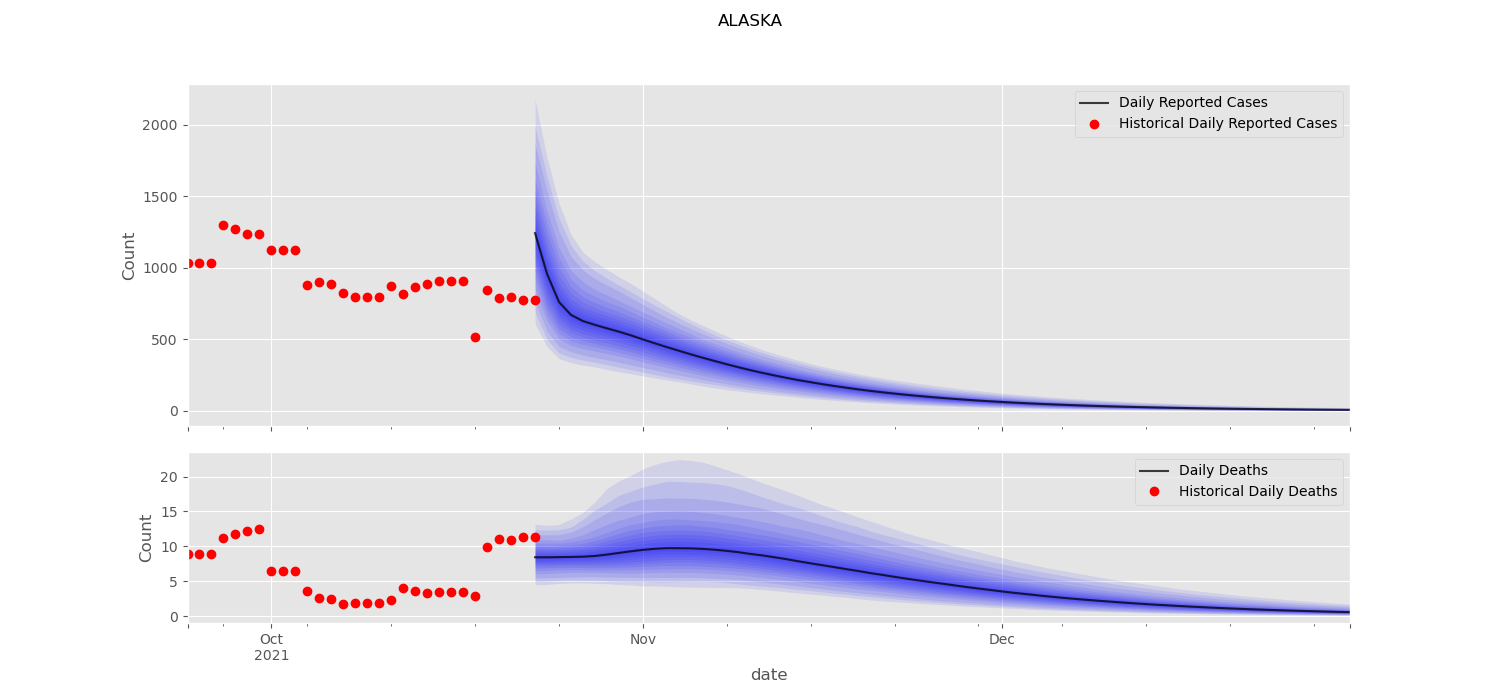 ALASKA
Daily Reported Cases
Historical Daily Reported Cases
2000
1500
1000
500
0
Count
Daily Deaths
Historical Daily Deaths
20
15
10
5
0
Count
Oct
2021
Nov
Dec
date